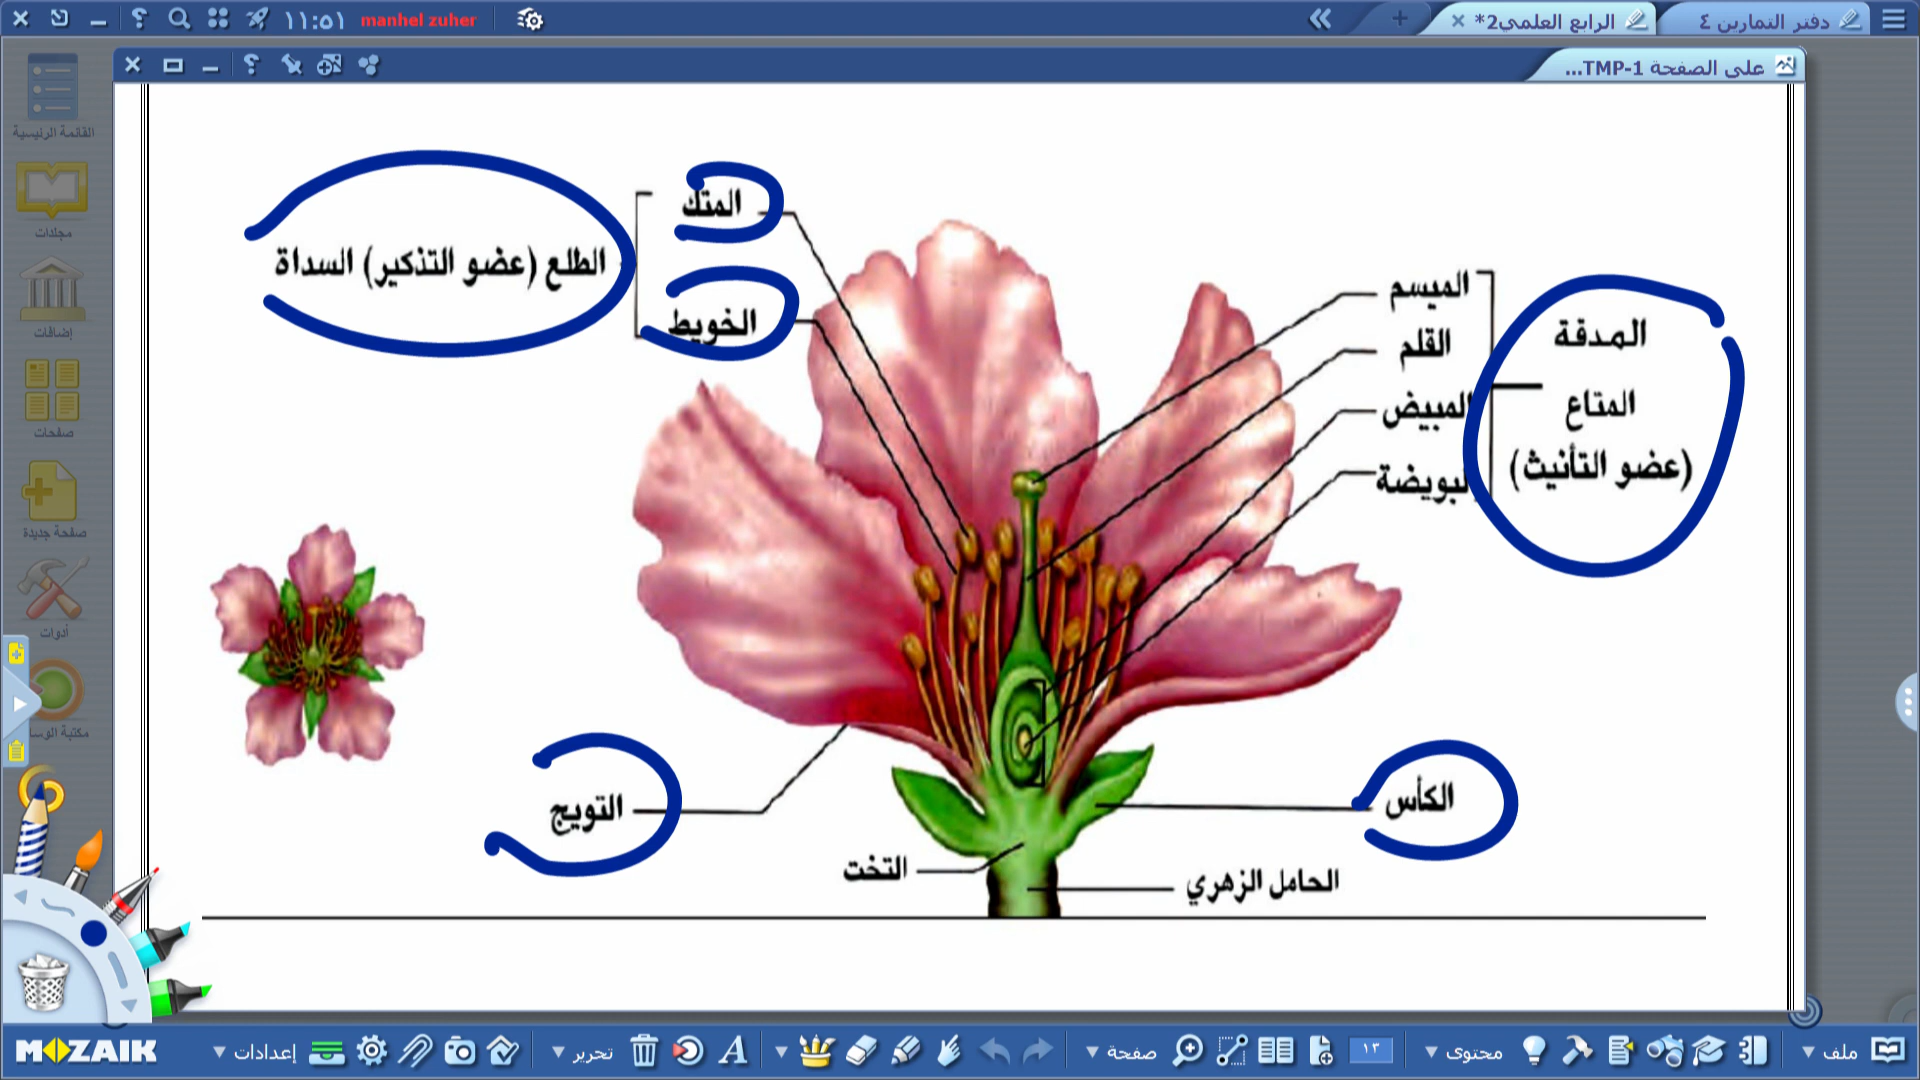 ١١:٥١
manhel zuher
الرابع العلمي2*
دفتر التمارين ٤
على الصفحة TMP-1...
القائمة الرئيسية
مجلدات
إضافات
صفحات
صفحة جديدة
أدوات
مكتبة الوسا
المتك
الخويط
الطلع (عضو التذكير) السداة
الميسم
القلم
المبيض
البويضة
المدقة
المتاع
(عضو التأنيث)
التويج
الكأس
التخت
الحامل الزهري
MOZAIK
إعدادات
تحرير
صفحة
١٣
محتوى
ملف